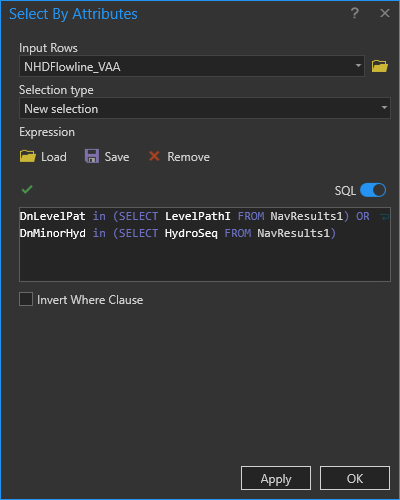 Select By Attributes
Input Rows
NHDFlowline_VAA
Selection type
New selection
Expression
Load Save Remove
SQL
DnLevelPat in (SELECT LevelPathI FROM NavResults1) OR
DnMinorHyd in (SELECT HydroSeq FROM NavResults1)
Invert Where Clause
Apply OK